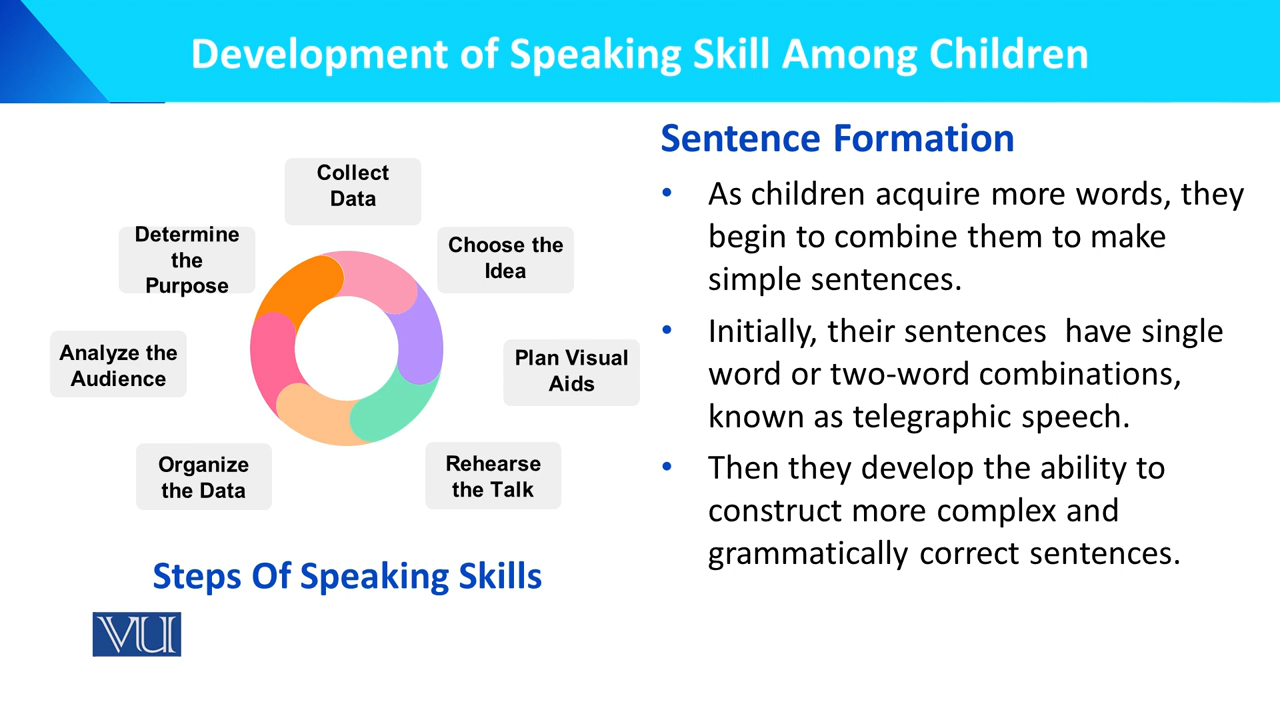 Development of Speaking Skill Among Children
Collect
Data
Determine
the
Purpose
Choose the
Idea
Analyze the
Audience
Plan Visual
Aids
Organize
the Data
Rehearse
the Talk
Steps Of Speaking Skills
VU
Sentence Formation
• As children acquire more words, they
begin to combine them to make
simple sentences.
• Initially, their sentences  have single
word or two-word combinations,
known as telegraphic speech.
• Then they develop the ability to
construct more complex and
grammatically correct sentences.